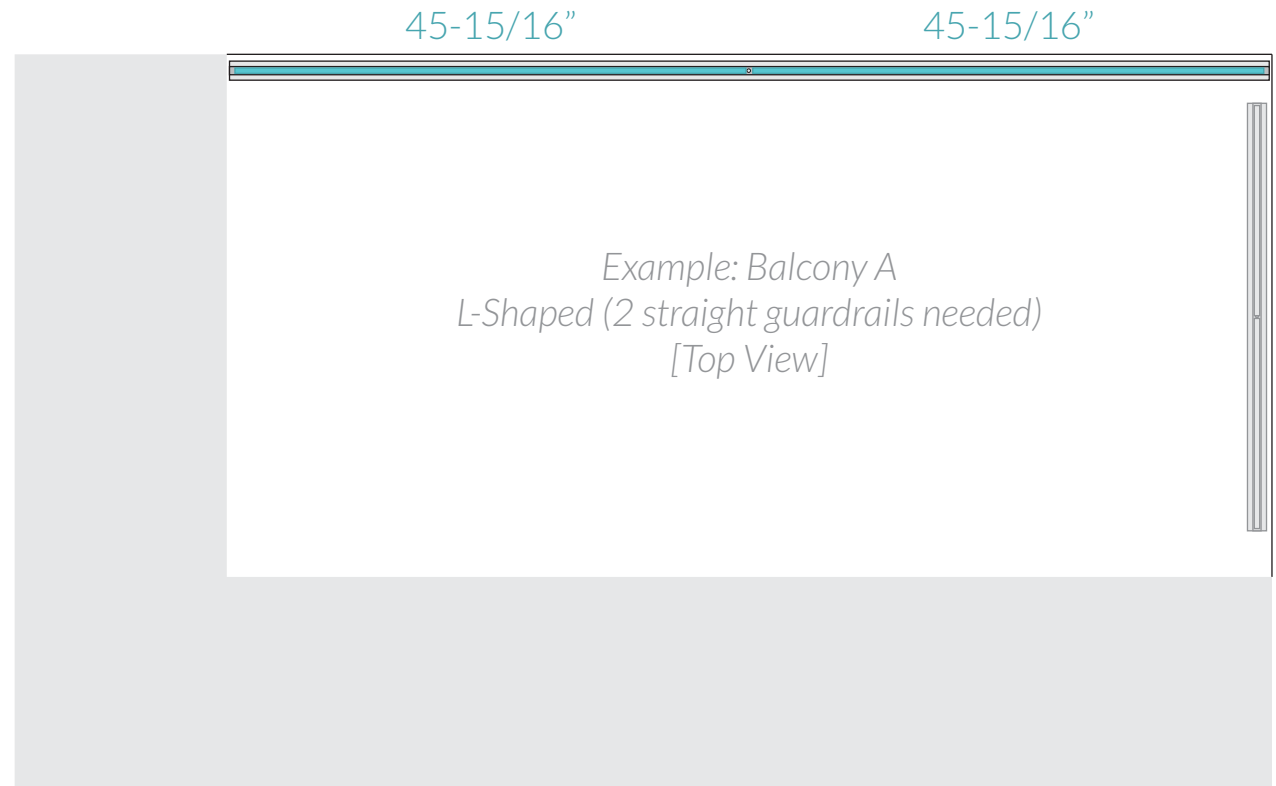 45-15/16” 45-15/16”
Example: Balcony A
L-Shaped (2 straight guardrails needed)
[Top View]